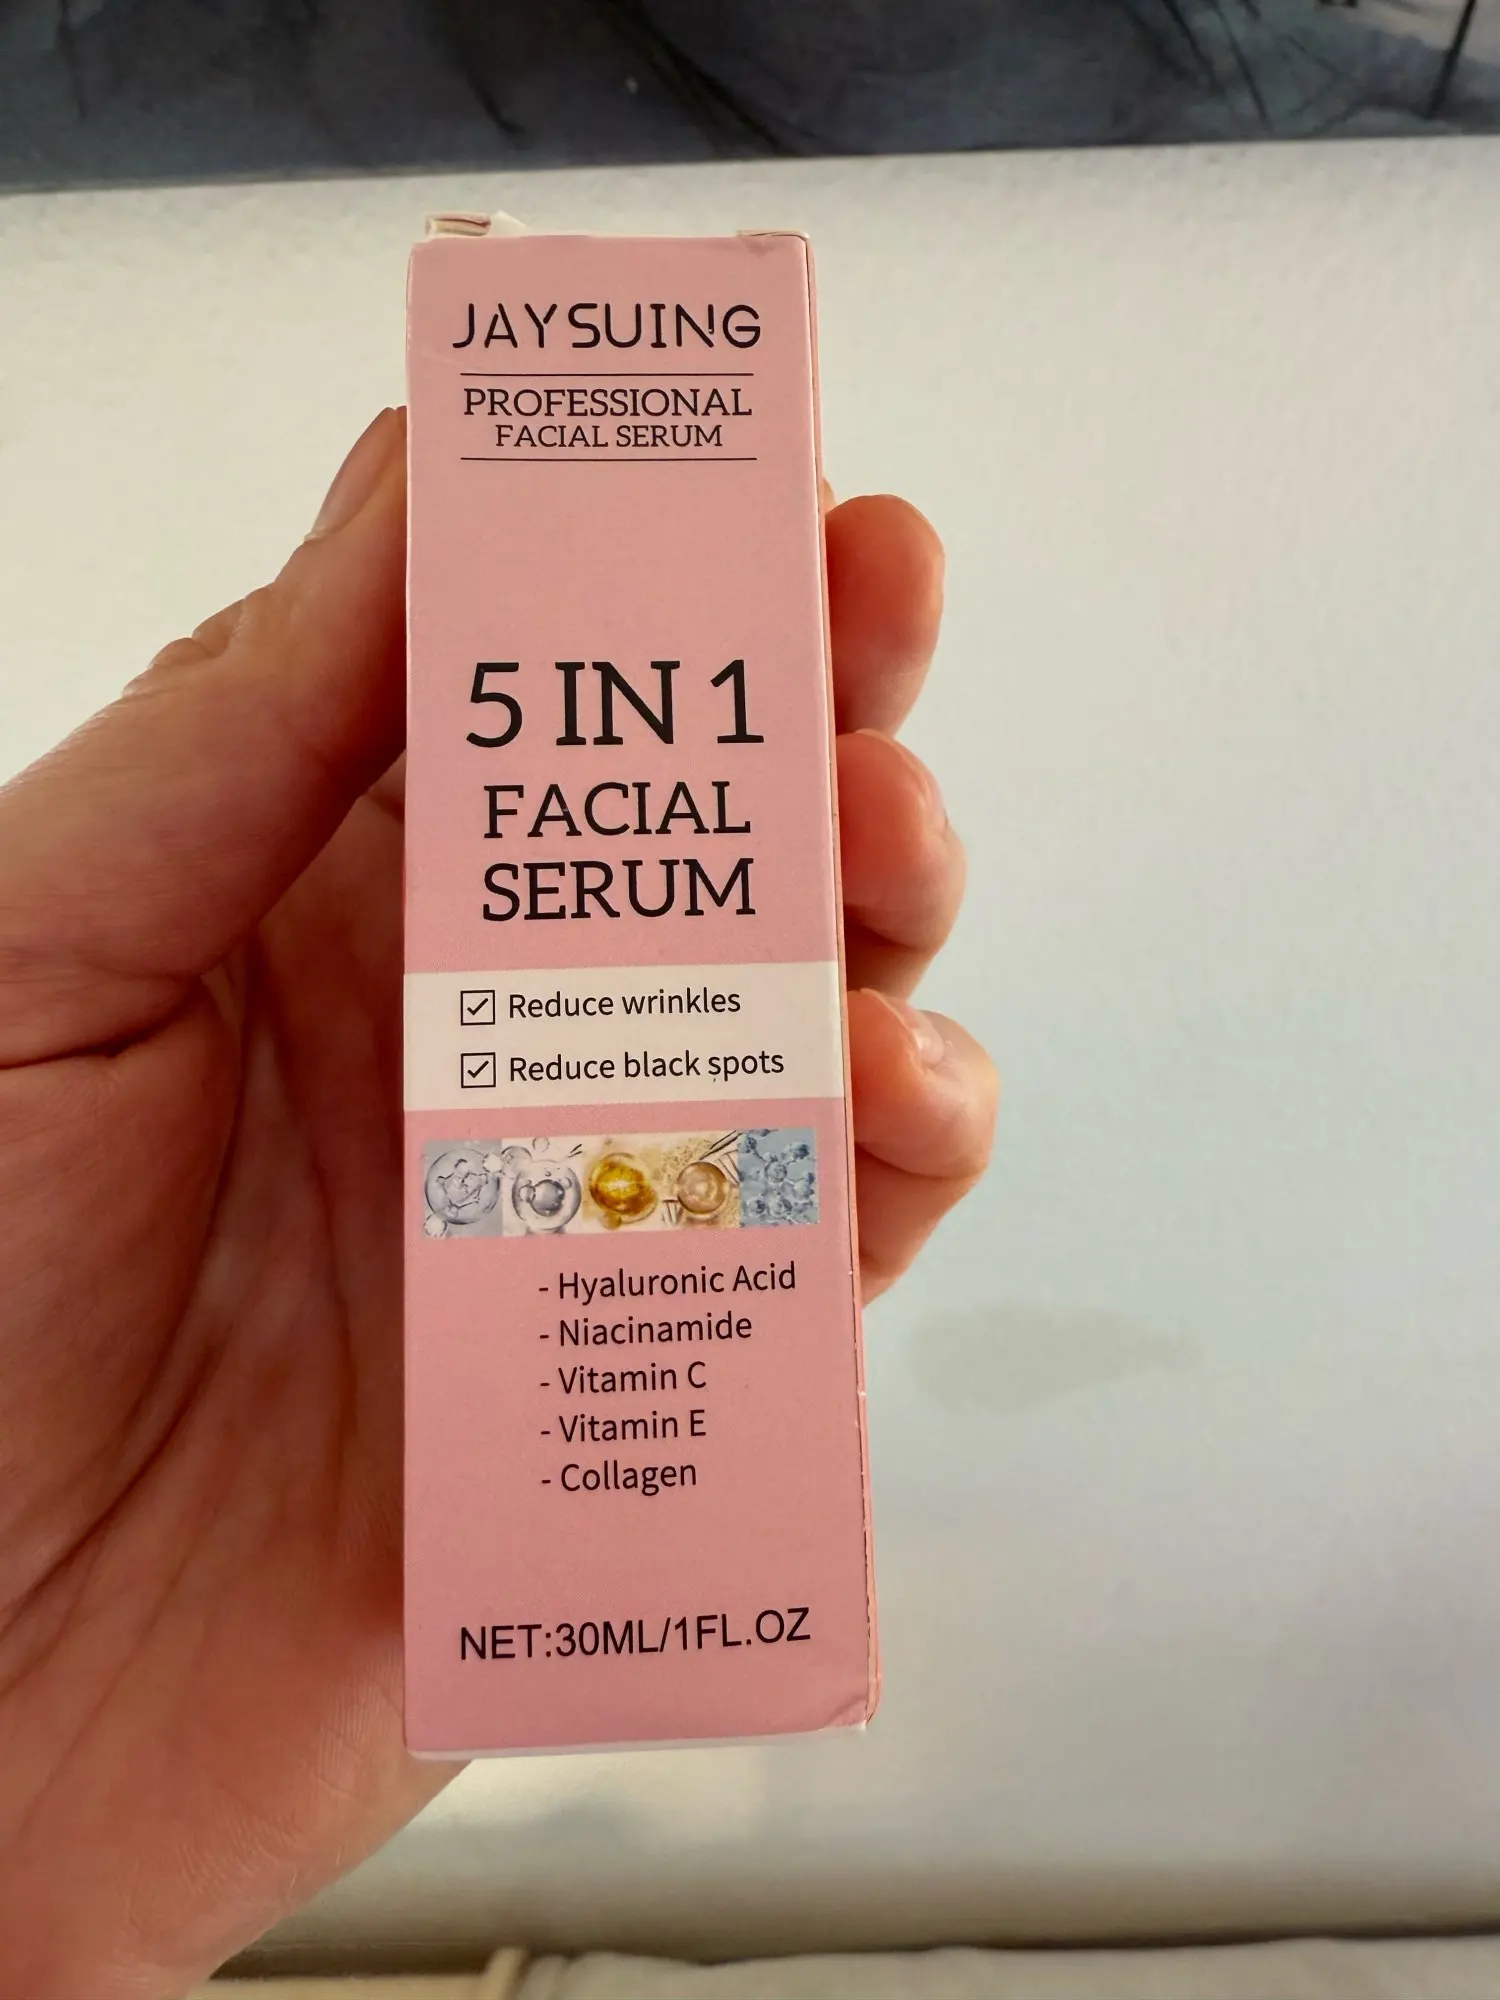 JAYSUING
PROFESSIONAL
FACIAL SERUM
5 IN 1
FACIAL
SERUM
Reduce wrinkles
Reduce black spots
- Hyaluronic Acid
- Niacinamide
- Vitamin C
- Vitamin E
- Collagen
NET:30ML/1FL.OZ